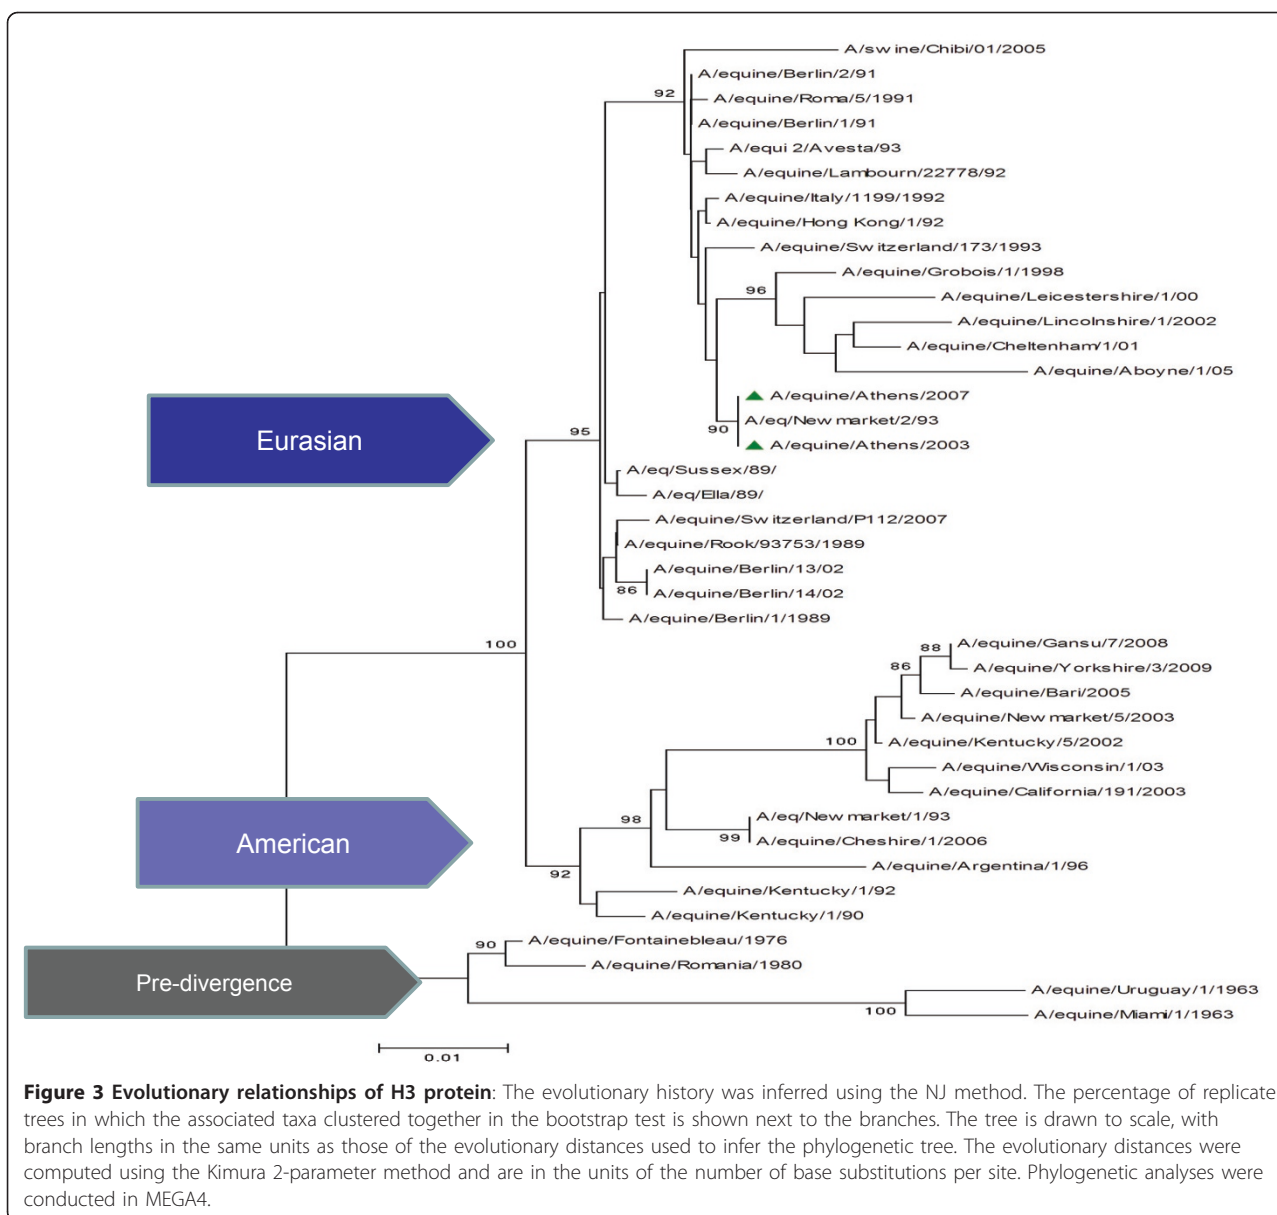 A/swine/Chibi/01/2005
A/equine/Berlin/2/91
92
A/equine/Roma/5/1991
A/equine/Berlin/1/91
A/equi 2/Avesta/93
A/equine/Lambourn/22778/92
A/equine/Italy/1199/1992
A/equine/Hong Kong/1/92
A/equine/Switzerland/173/1993
A/equine/Grobois/1/1998
96
A/equine/Leicestershire/1/00
A/equine/Lincolnshire/1/2002
A/equine/Cheltenham/1/01
A/equine/Aboyne/1/05
A/equine/Athens/2007
A/eq/New market/2/93
90
A/equine/Athens/2003
Eurasian
95
A/eq/Sussex/89/
A/eq/Ella/89/
A/equine/Switzerland/P112/2007
A/equine/Rook/93753/1989
A/equine/Berlin/13/02
86
A/equine/Berlin/14/02
A/equine/Berlin/1/1989
100
A/equine/Gansu/7/2008
88
A/equine/Yorkshire/3/2009
86
A/equine/Bari/2005
A/equine/New market/5/2003
100
A/equine/Kentucky/5/2002
A/equine/Wisconsin/1/03
A/equine/California/191/2003
98
A/eq/New market/1/93
99
A/equine/Cheshire/1/2006
American
A/equine/Argentina/1/96
92
A/equine/Kentucky/1/92
A/equine/Kentucky/1/90
90
A/equine/Fontainebleau/1976
A/equine/Romania/1980
Pre-divergence
A/equine/Uruguay/1/1963
100
A/equine/Miami/1/1963
0.01
Figure 3 Evolutionary relationships of H3 protein: The evolutionary history was inferred using the NJ method. The percentage of replicate
trees in which the associated taxa clustered together in the bootstrap test is shown next to the branches. The tree is drawn to scale, with
branch lengths in the same units as those of the evolutionary distances used to infer the phylogenetic tree. The evolutionary distances were
computed using the Kimura 2-parameter method and are in the units of the number of base substitutions per site. Phylogenetic analyses were
conducted in MEGA4.